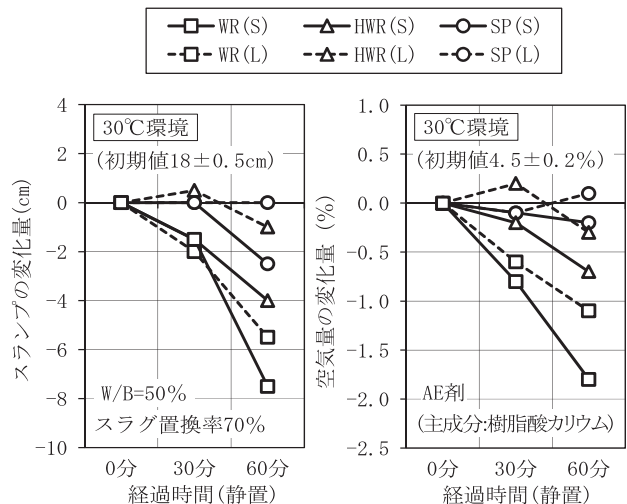 WR(S) HWR(S) SP(S)
WR(L) HWR(L) SP(L)
スランプの変化量(cm)
4
2
0
-2
-4
-6
-8
-10
30℃環境
(初期値18±0.5cm)
W/B=50%
スラグ置換率70%
0分 30分 60分
経過時間(静置)
空気量の変化量 (%)
1.0
0.5
0.0
-0.5
-1.0
-1.5
-2.0
-2.5
30℃環境
(初期値4.5±0.2%)
AE剤
(主成分:樹脂酸カリウム)
0分 30分 60分
経過時間(静置)